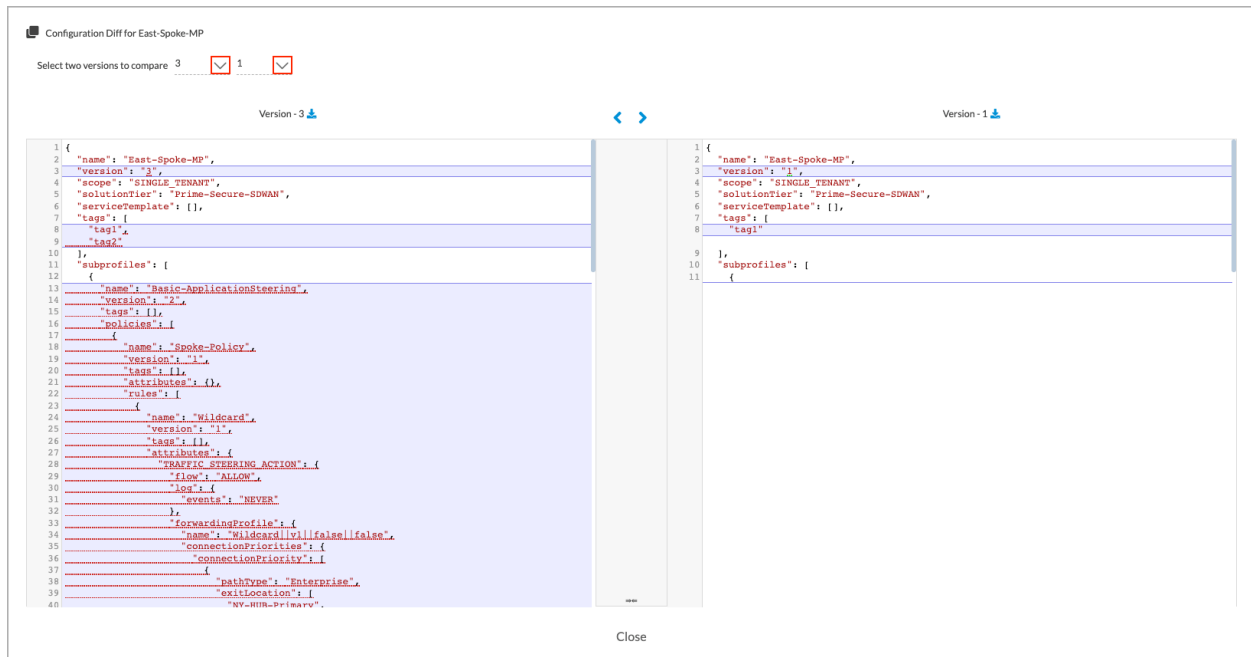 Configuration Diff for East-Spoke-MP
Select two versions to compare 3 1
Version - 3
Version - 1
1 {
2 "name": "East-Spoke-MP",
3 "version": "3",
4 "scope": "SINGLE_TENANT",
5 "solutionTier": "Prime-Secure-SDWAN",
6 "serviceTemplate": [],
7 "tags": [
8 "tag1",
9 "tag2"
10 ],
11 "subprofiles": [
12 {
13 "name": "Basic-ApplicationSteering",
14 "version": "2",
15 "tags": [],
16 "policies": [
17 {
18 "name": "Spoke-Policy",
19 "version": "1",
20 "tags": [],
21 "attributes": {},
22 "rules": [
23 {
24 "name": "Wildcard",
25 "version": "1",
26 "tags": [],
27 "attributes": {
28 "TRAFFIC_STEERING_ACTION": {
29 "flow": "ALLOW",
30 "log": {
31 "events": "NEVER"
32 },
33 "forwardingProfile": {
34 "name": "Wildcard||v1||false||false",
35 "connectionPriorities": {
36 "connectionPriority": [
37 {
38 "pathType": "Enterprise",
39 "exitLocation": [
40 "NY-HUB-Primary",
1 {
2 "name": "East-Spoke-MP",
3 "version": "1",
4 "scope": "SINGLE_TENANT",
5 "solutionTier": "Prime-Secure-SDWAN",
6 "serviceTemplate": [],
7 "tags": [
8 "tag1"
9 ],
10 "subprofiles": [
11 {
Close